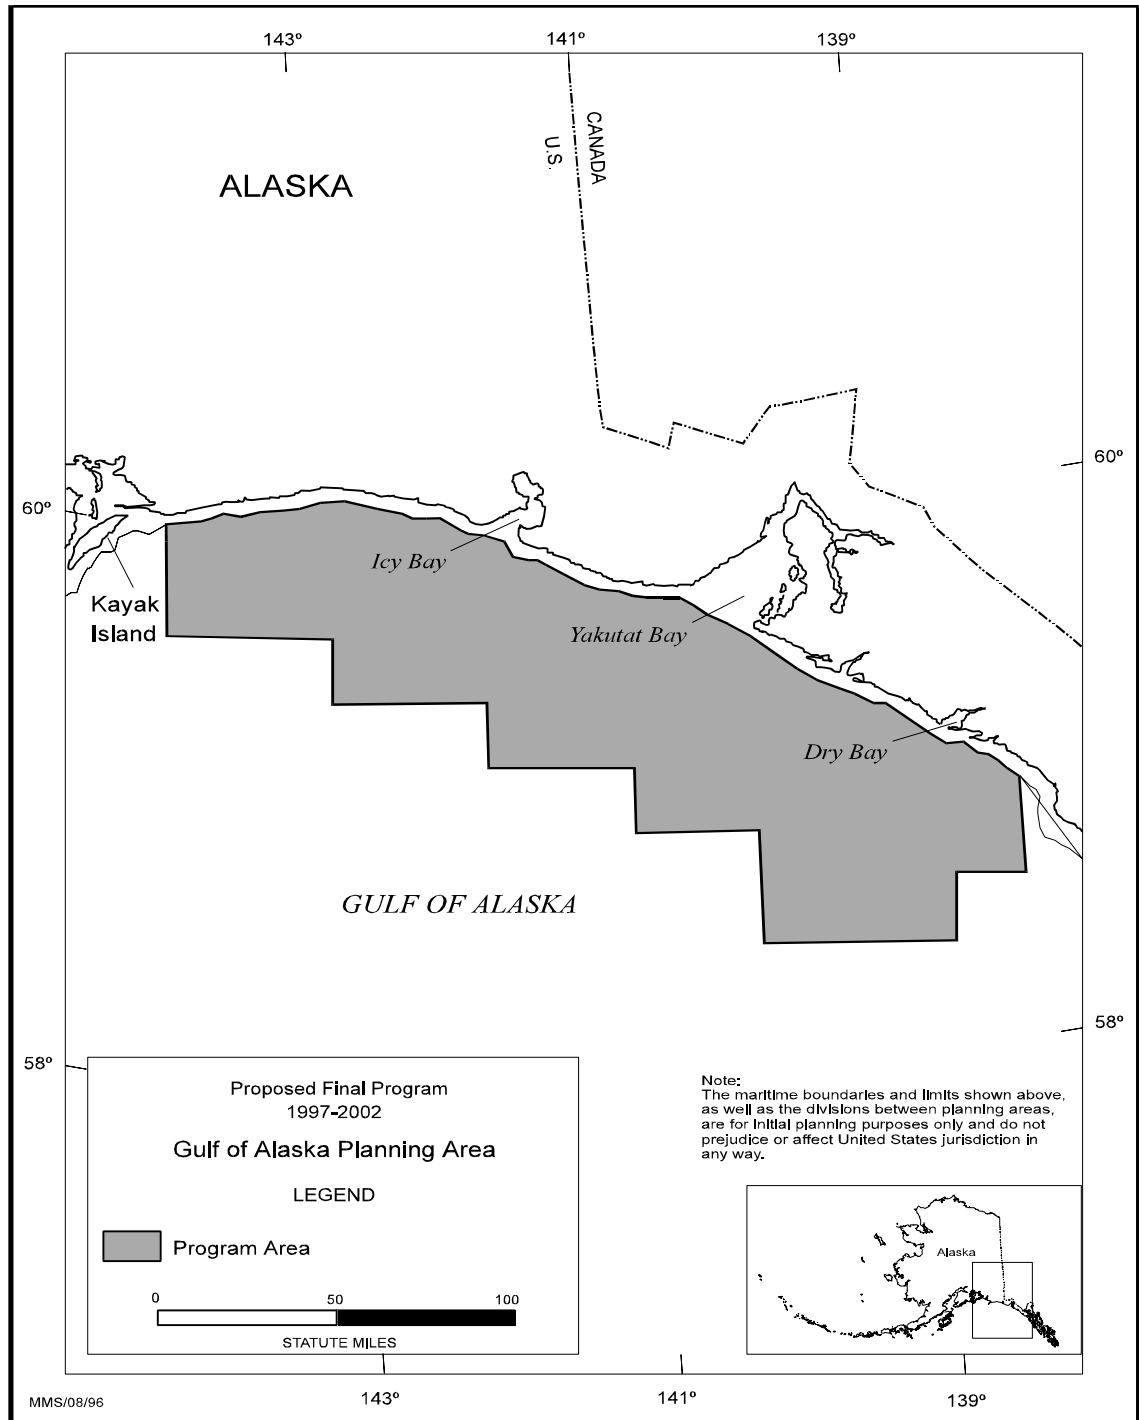 143º
141º
139º
CANADA
U.S.
ALASKA
60º
60º
Icy Bay
Kayak
Island
Yakutat Bay
Dry Bay
GULF OF ALASKA
58º
58º
Proposed Final Program
1997-2002
Gulf of Alaska Planning Area
LEGEND
Program Area
0
50
100
STATUTE MILES
Note:
The maritime boundaries and limits shown above,
as well as the divisions between planning areas,
are for initial planning purposes only and do not
prejudice or affect United States jurisdiction in
any way.
Alaska
MMS/08/96
143º
141º
139º